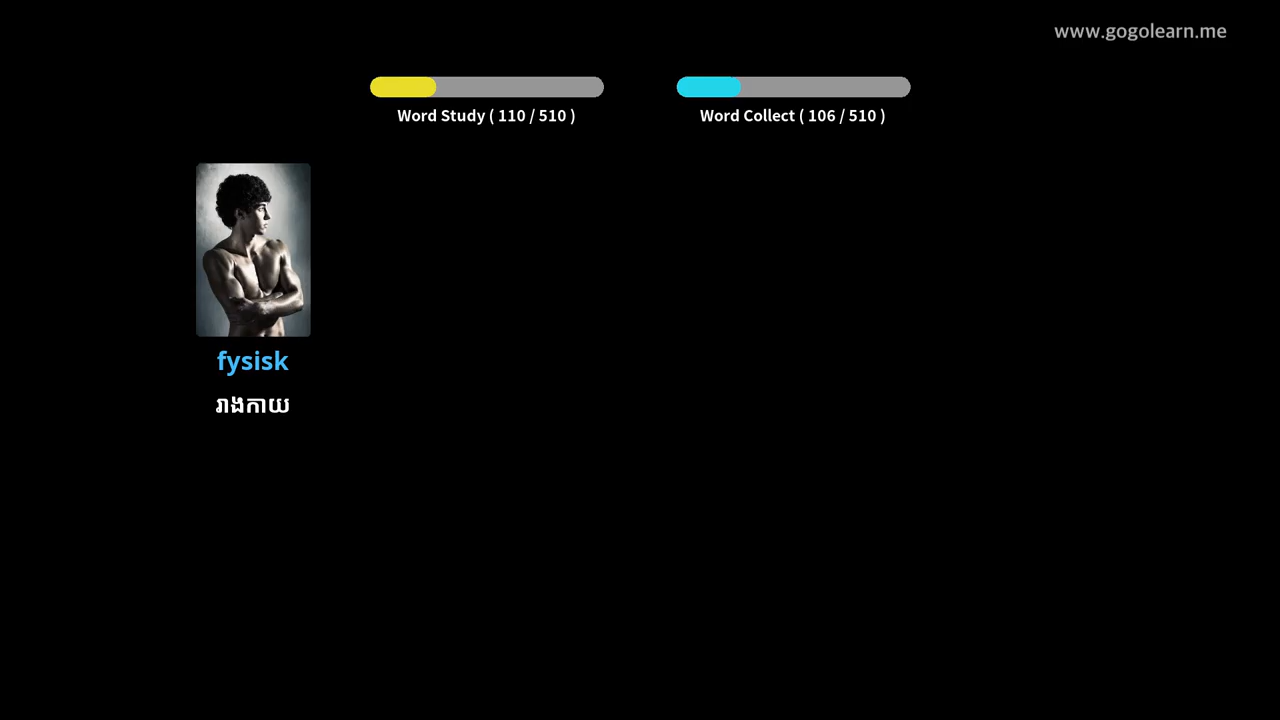 www.gogolearn.me
Word Study ( 110 / 510 )
Word Collect ( 106 / 510 )
fysisk
រាងកាយ